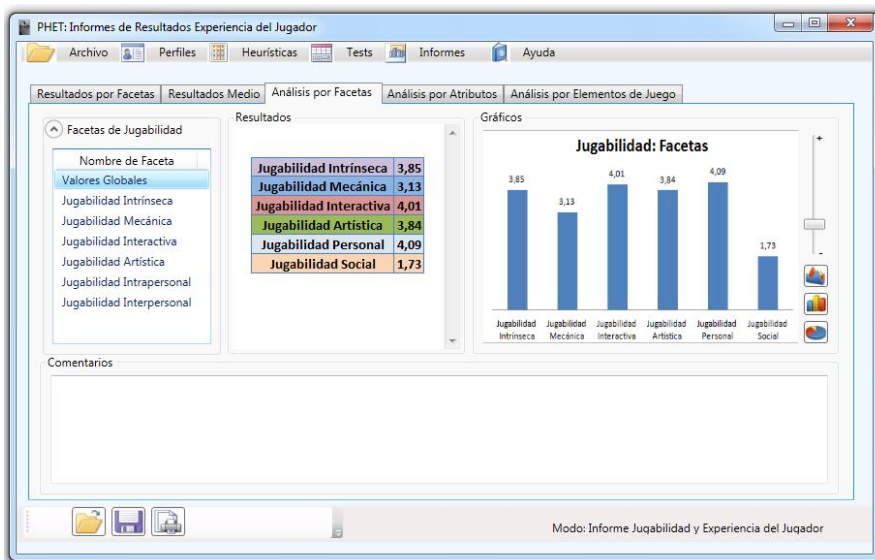 PHET: Informes de Resultados Experiencia del Jugador
Archivo Perfiles Heurísticas Tests Informes Ayuda
Resultados por Facetas Resultados Medio Análisis por Facetas Análisis por Atributos Análisis por Elementos de Juego
Facetas de Jugabilidad
Nombre de Faceta
Valores Globales
Jugabilidad Intrínseca
Jugabilidad Mecánica
Jugabilidad Interactiva
Jugabilidad Artística
Jugabilidad Intrapersonal
Jugabilidad Interpersonal
Resultados
Jugabilidad Intrínseca 3,85
Jugabilidad Mecánica 3,13
Jugabilidad Interactiva 4,01
Jugabilidad Artística 3,84
Jugabilidad Personal 4,09
Jugabilidad Social 1,73
Gráficos
Jugabilidad: Facetas
3,85 3,13 4,01 3,84 4,09 1,73
Jugabilidad Jugabilidad Jugabilidad Jugabilidad Jugabilidad Jugabilidad
Intrínseca Mecánica Interactiva Artística Personal Social
+
-
Comentarios
Modo: Informe Jugabilidad y Experiencia del Jugador